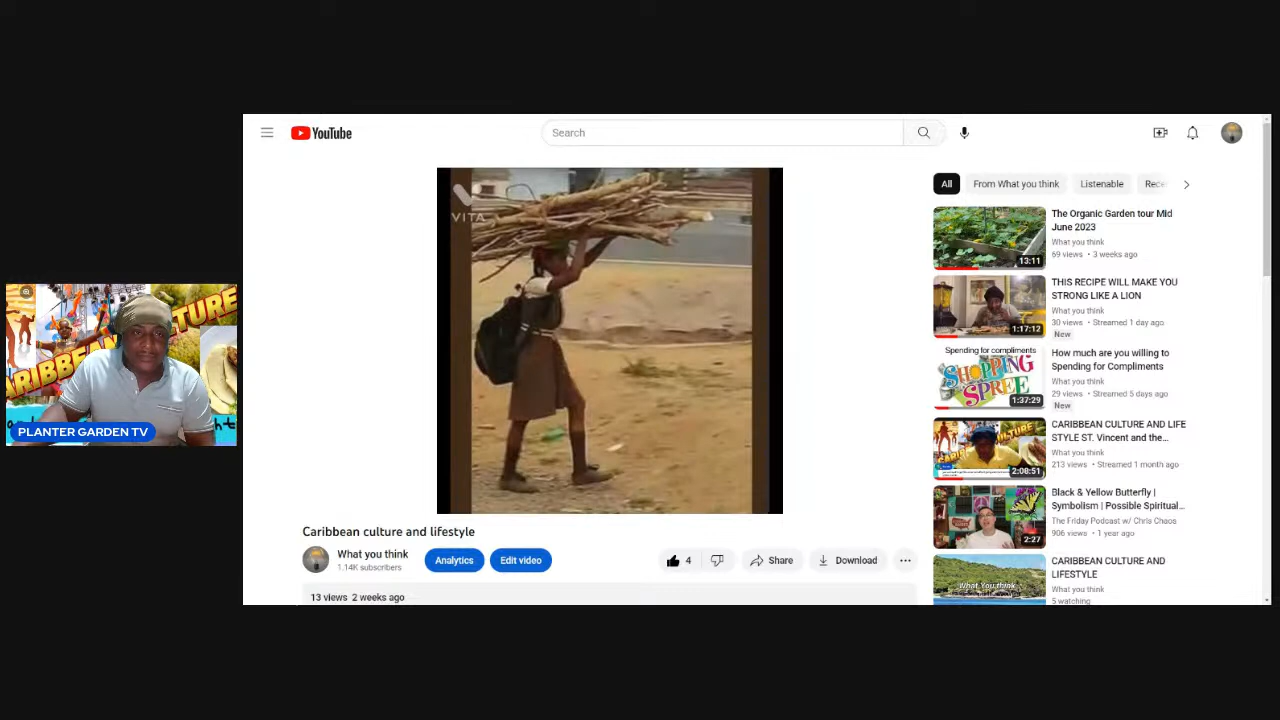 YouTube
Search
VITA
Caribbean culture and lifestyle
What you think
1.14K subscribers
Analytics
Edit video
4
Share
Download
13 views 2 weeks ago
All
From What you think
Listenable
The Organic Garden tour Mid
June 2023
What you think
69 views • 3 weeks ago
13:11
THIS RECIPE WILL MAKE YOU
STRONG LIKE A LION
What you think
30 views • Streamed 1 day ago
New
1:17:12
Spending for compliments
SHOPPING
SPREE
1:37:29
How much are you willing to
Spending for Compliments
What you think
29 views • Streamed 5 days ago
New
2:08:51
CARIBBEAN CULTURE AND LIFE
STYLE ST. Vincent and the...
What you think
213 views • Streamed 1 month ago
2:27
Black & Yellow Butterfly |
Symbolism | Possible Spiritual...
The Friday Podcast w/ Chris Chaos
906 views • 1 year ago
What You think
CARIBBEAN CULTURE AND
LIFESTYLE
What you think
5 watching
PLANTER GARDEN TV